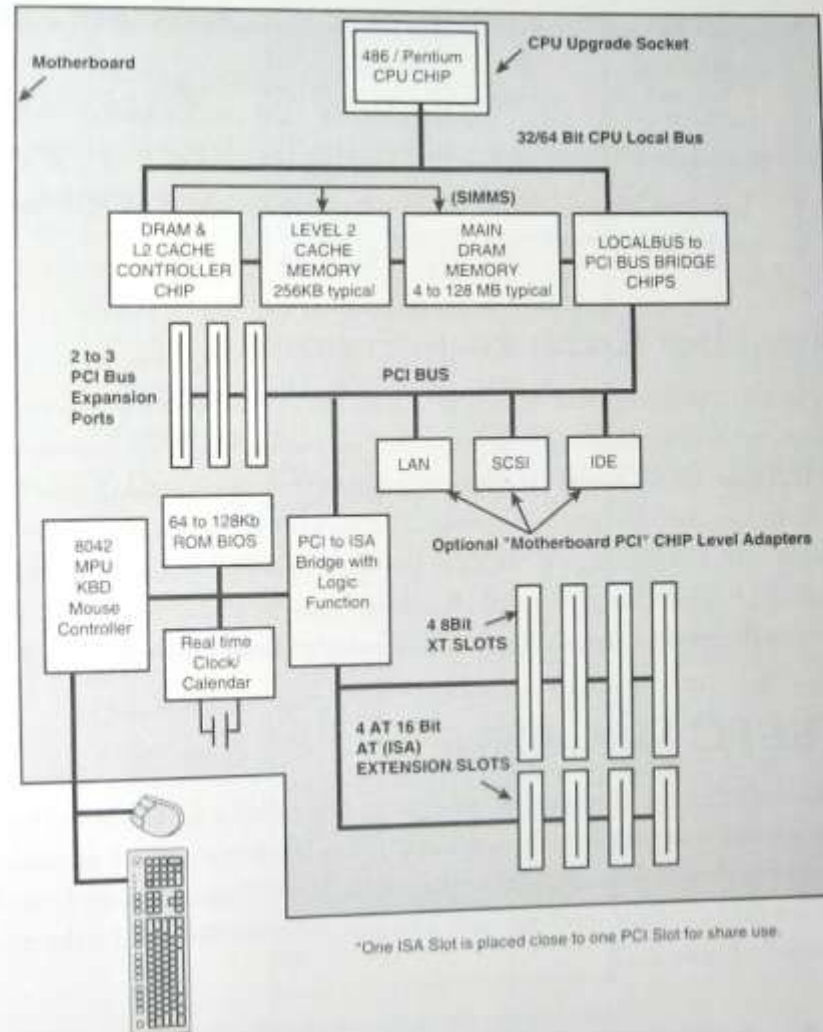 Motherboard
486 / Pentium
CPU CHIP
CPU Upgrade Socket
32/64 Bit CPU Local Bus
(SIMMS)
DRAM &
L2 CACHE
CONTROLLER
CHIP
LEVEL 2
CACHE
MEMORY
256KB typical
MAIN
DRAM
MEMORY
4 to 128 MB typical
LOCALBUS to
PCI BUS BRIDGE
CHIPS
2 to 3
PCI Bus
Expansion
Ports
PCI BUS
LAN
SCSI
IDE
Optional "Motherboard PCI" CHIP Level Adapters
8042
MPU
KBD
Mouse
Controller
64 to 128Kb
ROM BIOS
PCI to ISA
Bridge with
Logic
Function
Real time
Clock/
Calendar
4 8Bit
XT SLOTS
4 AT 16 Bit
AT (ISA)
EXTENSION SLOTS
*One ISA Slot is placed close to one PCI Slot for share use.